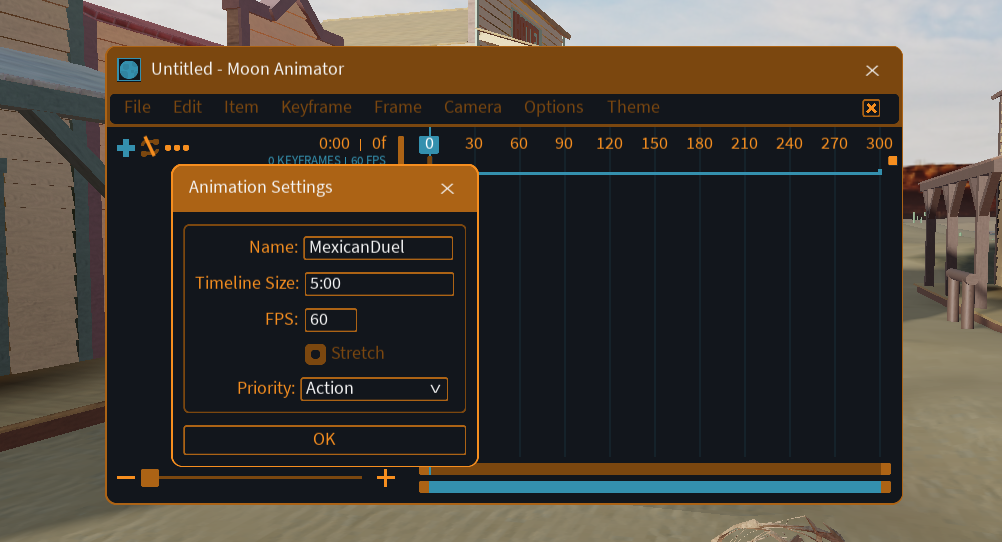 Untitled - Moon Animator
File Edit Item Keyframe Frame Camera Options Theme
0:00 | 0f
0 KEYFRAMES | 60 FPS
0 30 60 90 120 150 180 210 240 270 300
Animation Settings
Name: MexicanDuel
Timeline Size: 5:00
FPS: 60
Stretch
Priority: Action
OK